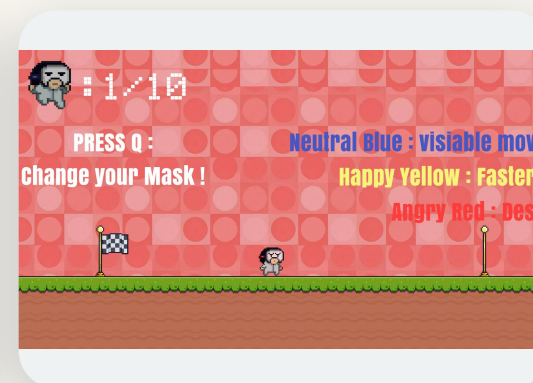 :1/10
PRESS Q :
Change your Mask !
Neutral Blue : visiable mov
Happy Yellow : Faster
Angry Red : Des